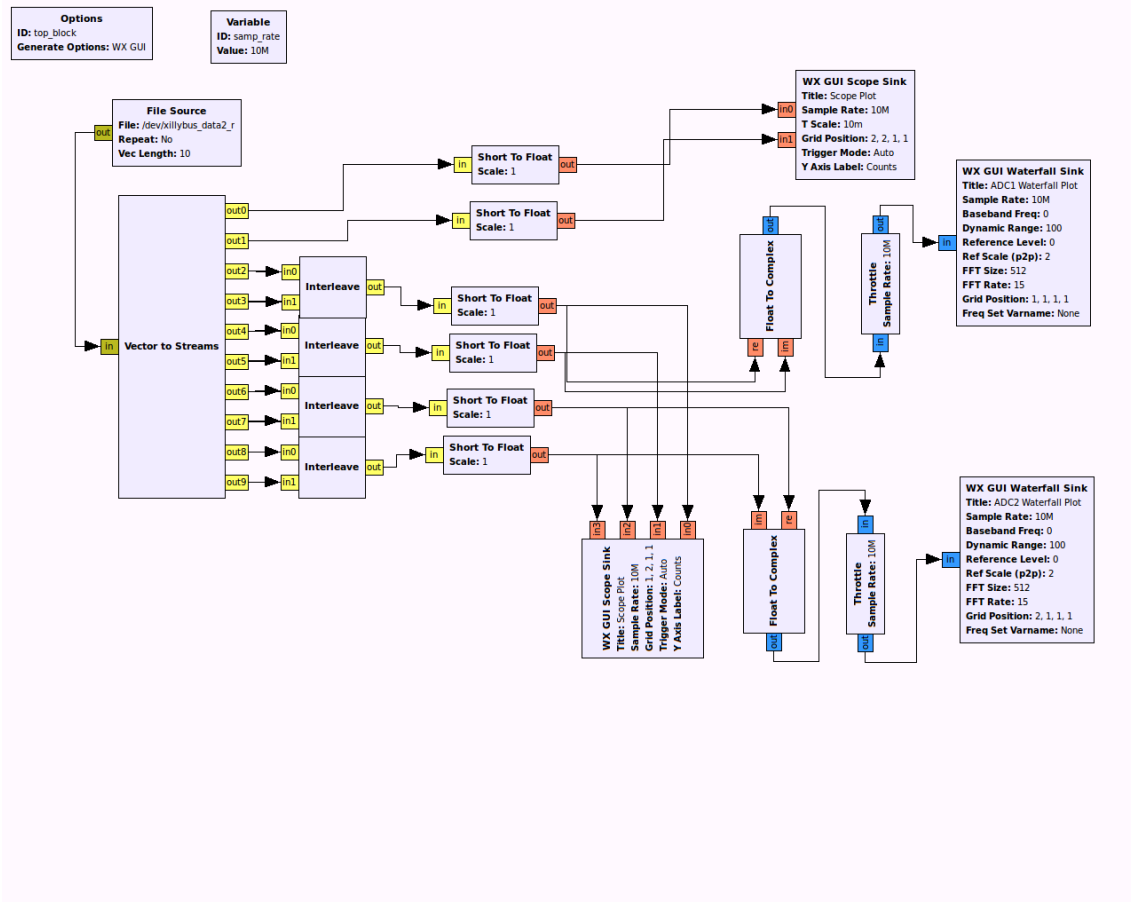 Options
ID: top_block
Generate Options: WX GUI
Variable
ID: samp_rate
Value: 10M
File Source
File: /dev/xillybus_data2_r
Repeat: No
Vec Length: 10
out
in
Vector to Streams
out0
out1
out2
out3
out4
out5
out6
out7
out8
out9
in0
in1
Interleave
out
in0
in1
Interleave
out
in0
in1
Interleave
out
in0
in1
Interleave
out
in
Short To Float
Scale: 1
out
in
Short To Float
Scale: 1
out
in
Short To Float
Scale: 1
out
in
Short To Float
Scale: 1
out
in
Short To Float
Scale: 1
out
in
Short To Float
Scale: 1
out
in0
in1
WX GUI Scope Sink
Title: Scope Plot
Sample Rate: 10M
T Scale: 10m
Grid Position: 2, 2, 1, 1
Trigger Mode: Auto
Y Axis Label: Counts
out
Float To Complex
re
im
out
Throttle
Sample Rate: 10M
in
in
WX GUI Waterfall Sink
Title: ADC1 Waterfall Plot
Sample Rate: 10M
Baseband Freq: 0
Dynamic Range: 100
Reference Level: 0
Ref Scale (p2p): 2
FFT Size: 512
FFT Rate: 15
Grid Position: 1, 1, 1, 1
Freq Set Varname: None
in3
in2
in1
in0
WX GUI Scope Sink
Title: Scope Plot
Sample Rate: 10M
Grid Position: 1, 2, 1, 1
Trigger Mode: Auto
Y Axis Label: Counts
im
re
Float To Complex
out
in
Throttle
Sample Rate: 10M
out
in
WX GUI Waterfall Sink
Title: ADC2 Waterfall Plot
Sample Rate: 10M
Baseband Freq: 0
Dynamic Range: 100
Reference Level: 0
Ref Scale (p2p): 2
FFT Size: 512
FFT Rate: 15
Grid Position: 2, 1, 1, 1
Freq Set Varname: None